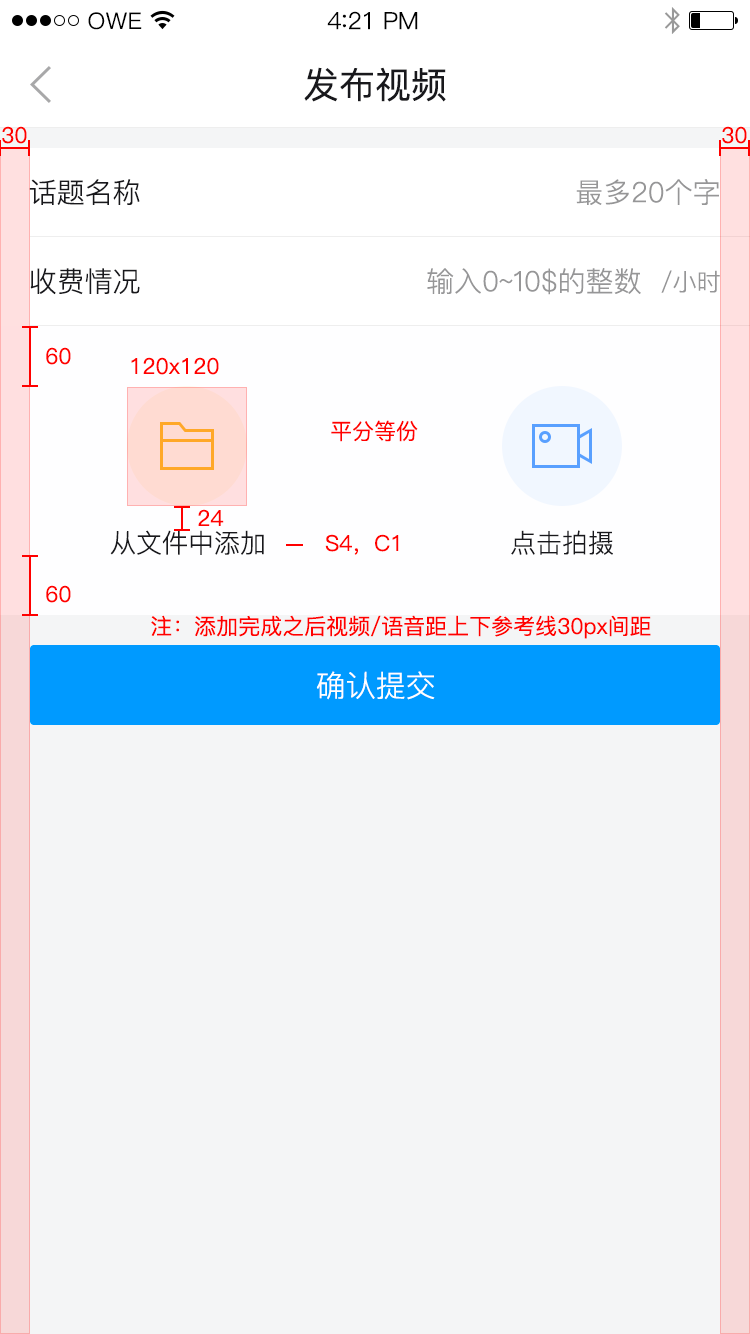 OWE
4:21 PM
发布视频
30
30
话题名称
最多20个字
收费情况
输入0~10$的整数 /小时
60
120x120
平分等份
24
从文件中添加
S4，C1
点击拍摄
60
注：添加完成之后视频/语音距上下参考线30px间距
确认提交